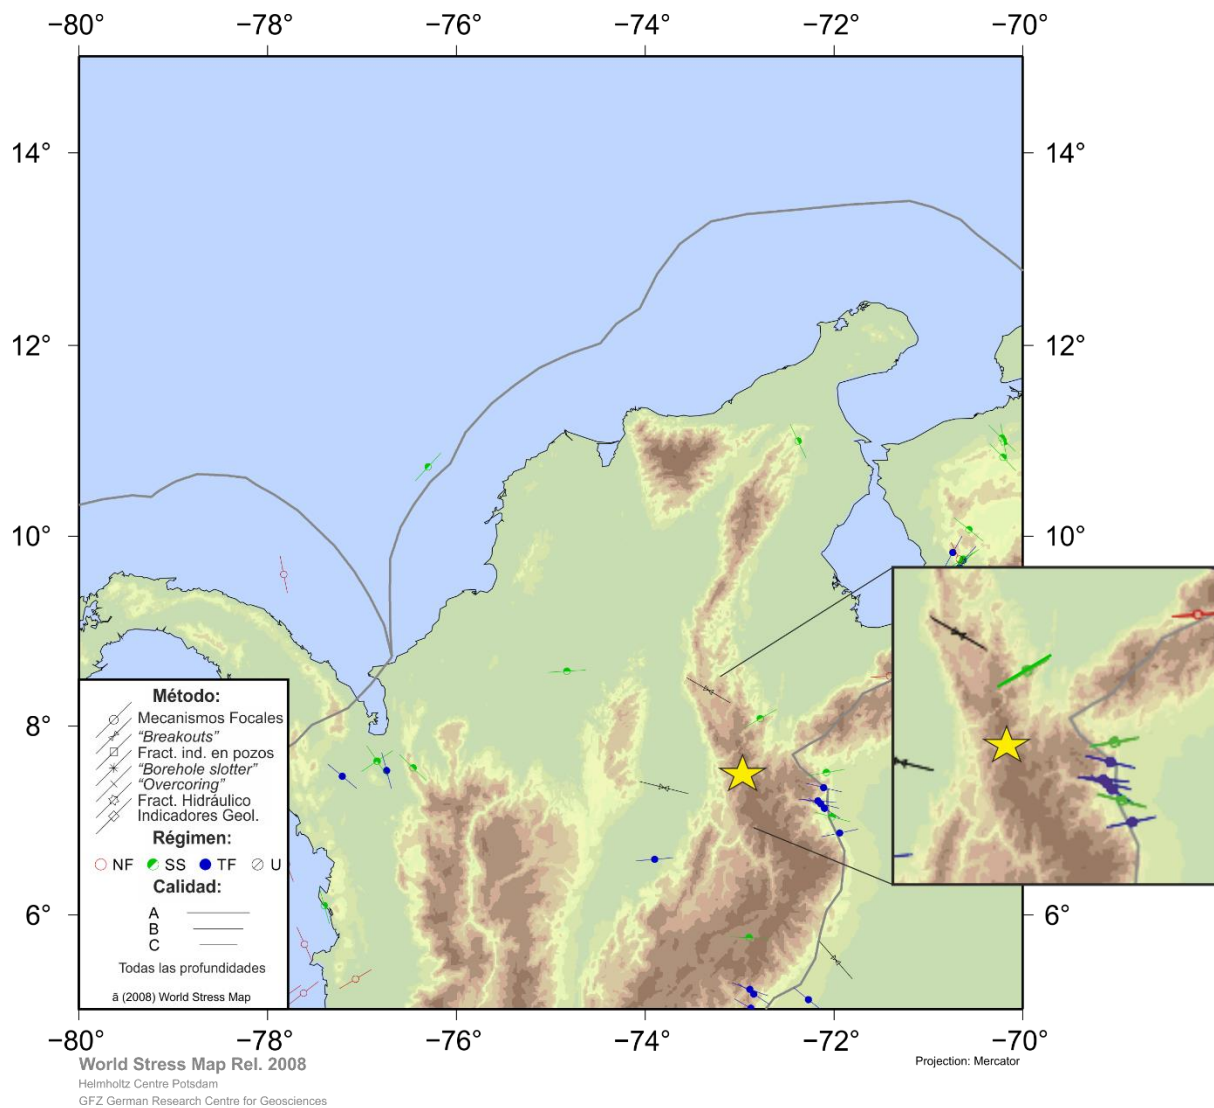 −80° −78° −76° −74° −72° −70°
14° 14°
12° 12°
10° 10°
8°
6° 6°
Método:
Mecanismos Focales
“Breakouts”
Fract. ind. en pozos
“Borehole slotter”
“Overcoring”
Fract. Hidráulico
Indicadores Geol.
Régimen:
NF SS TF U
Calidad:
A
B
C
Todas las profundidades
ã (2008) World Stress Map
−80° −78° −76° −74° −72° −70°
World Stress Map Rel. 2008
Projection: Mercator
Helmholtz Centre Potsdam
GFZ German Research Centre for Geosciences